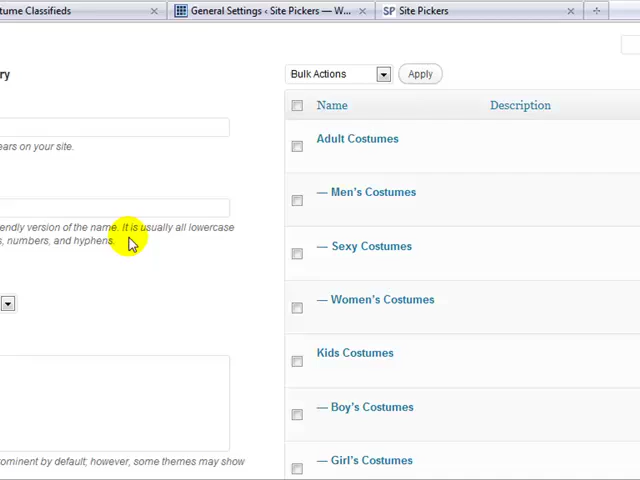 tume Classifieds
General Settings ‹ Site Pickers — W...
SP Site Pickers
ry
Bulk Actions
Apply
Name
Description
ears on your site.
Adult Costumes
— Men's Costumes
endly version of the name. It is usually all lowercase
s, numbers, and hyphens.
— Sexy Costumes
— Women's Costumes
Kids Costumes
— Boy's Costumes
— Girl's Costumes
ominent by default; however, some themes may show